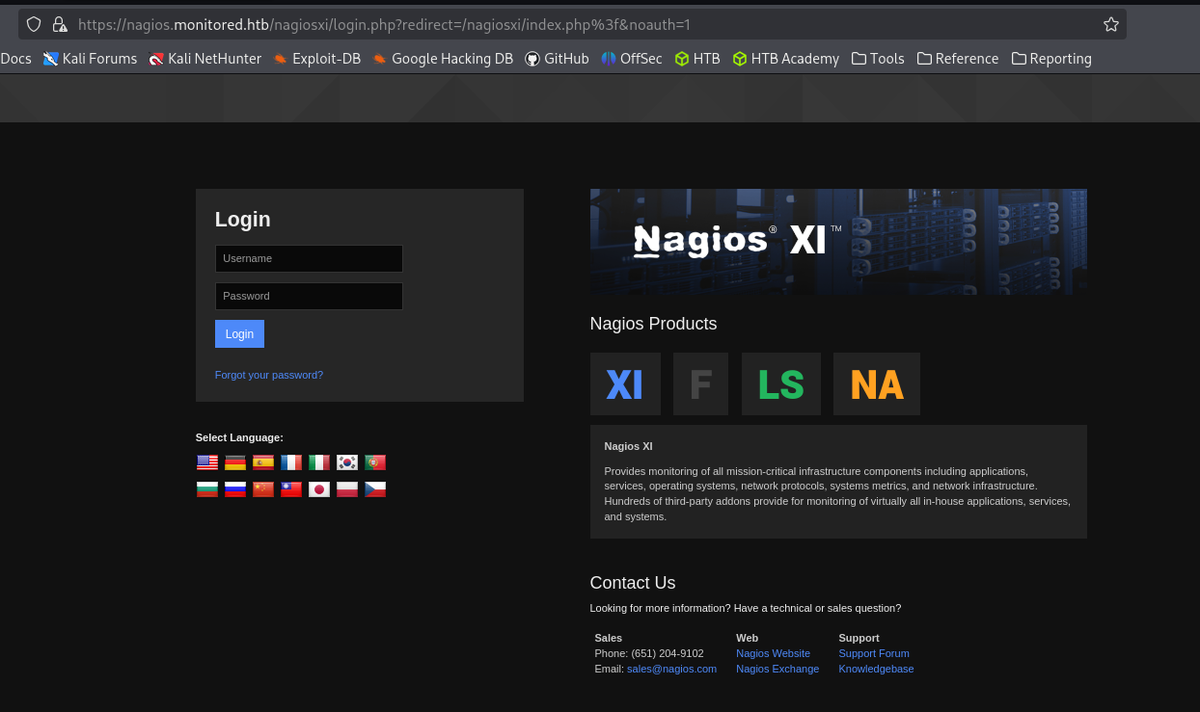 https://nagios.monitored.htb/nagiosxi/login.php?redirect=/nagiosxi/index.php%3f&noauth=1
Docs Kali Forums Kali NetHunter Exploit-DB Google Hacking DB GitHub OffSec HTB HTB Academy Tools Reference Reporting
Login
Username
Password
Login
Forgot your password?
Select Language:
Nagios® XI™
Nagios Products
XI F LS NA
Nagios XI
Provides monitoring of all mission-critical infrastructure components including applications,
services, operating systems, network protocols, systems metrics, and network infrastructure.
Hundreds of third-party addons provide for monitoring of virtually all in-house applications, services,
and systems.
Contact Us
Looking for more information? Have a technical or sales question?
Sales Web Support
Phone: (651) 204-9102 Nagios Website Support Forum
Email: sales@nagios.com Nagios Exchange Knowledgebase